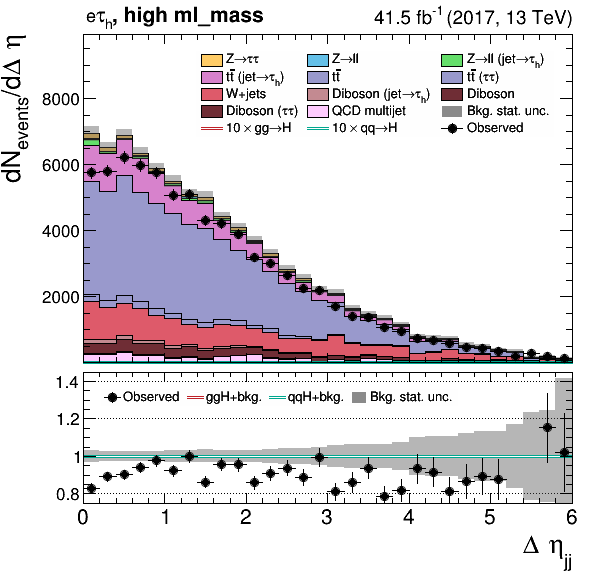 eτh, high ml_mass 41.5 fb⁻¹ (2017, 13 TeV)
dNevents/dΔ η
Z→ττ Z→ll Z→ll (jet→τh)
tt̄ (jet→τh) tt̄ tt̄ (ττ)
W+jets Diboson (jet→τh) Diboson
Diboson (ττ) QCD multijet Bkg. stat. unc.
10 × gg→H 10 × qq→H Observed
8000
6000
4000
2000
Observed ggH+bkg. qqH+bkg. Bkg. stat. unc.
1.4
1.2
1
0.8
0 1 2 3 4 5 6
Δ ηjj